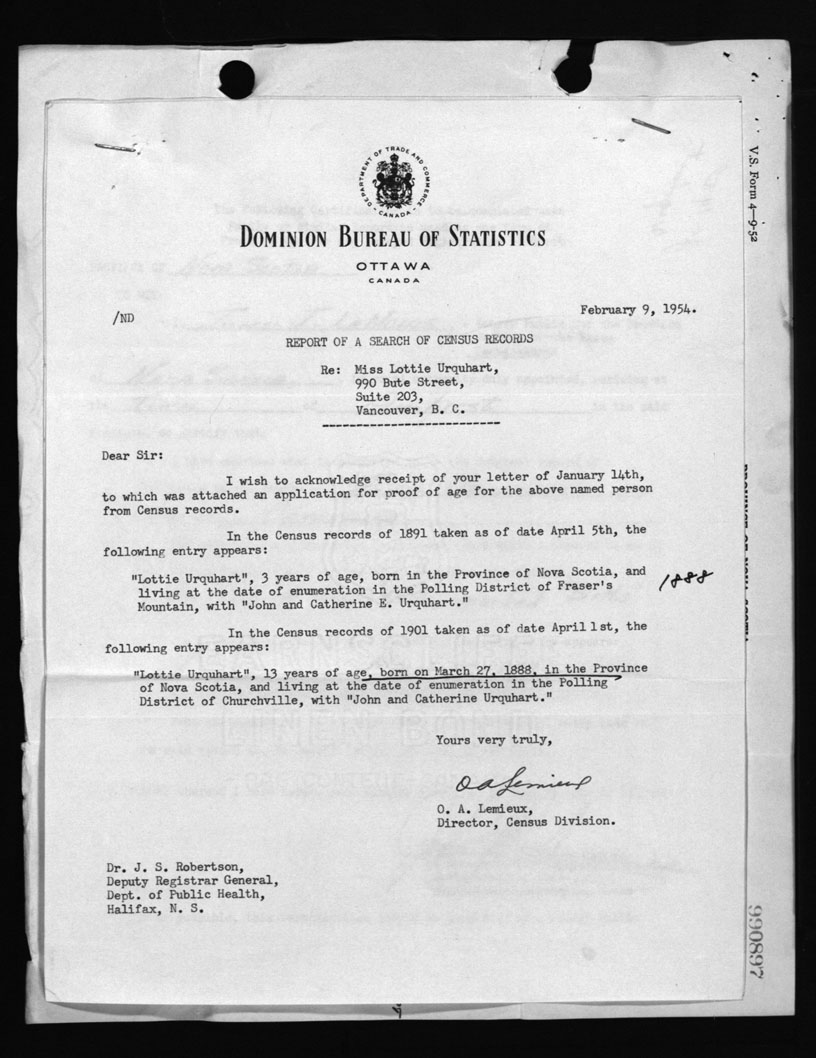 DEPARTMENT OF TRADE AND COMMERCE
CANADA
DOMINION BUREAU OF STATISTICS
OTTAWA
CANADA
February 9, 1954.
/ND
REPORT OF A SEARCH OF CENSUS RECORDS
Re: Miss Lottie Urquhart,
990 Bute Street,
Suite 203,
Vancouver, B. C.
Dear Sir:
I wish to acknowledge receipt of your letter of January 14th,
to which was attached an application for proof of age for the above named person
from Census records.
In the Census records of 1891 taken as of date April 5th, the
following entry appears:
"Lottie Urquhart", 3 years of age, born in the Province of Nova Scotia, and
living at the date of enumeration in the Polling District of Fraser's
Mountain, with "John and Catherine E. Urquhart."
1888
In the Census records of 1901 taken as of date April 1st, the
following entry appears:
"Lottie Urquhart", 13 years of age, born on March 27, 1888, in the Province
of Nova Scotia, and living at the date of enumeration in the Polling
District of Churchville, with "John and Catherine Urquhart."
Yours very truly,
O A Lemieux
O. A. Lemieux,
Director, Census Division.
Dr. J. S. Robertson,
Deputy Registrar General,
Dept. of Public Health,
Halifax, N. S.
V.S. Form 4—9-52
990897